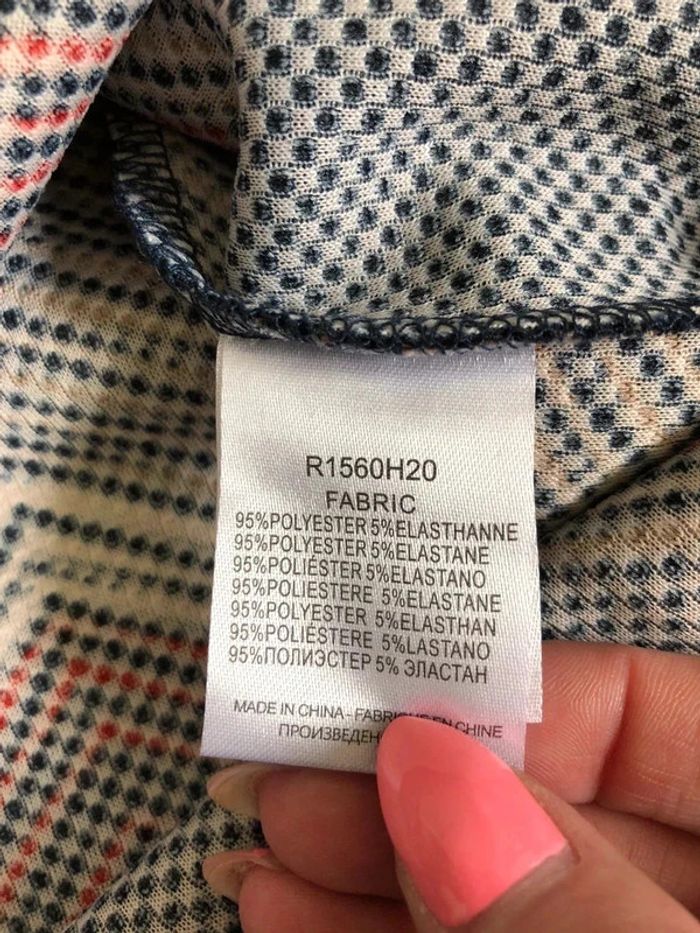 R1560H20
FABRIC
95%POLYESTER 5%ELASTHANNE
95%POLYESTER 5%ELASTANE
95%POLIÉSTER 5%ELASTANO
95%POLIESTERE 5%ELASTANE
95%POLYESTER 5%ELASTHAN
95%POLIÉSTERE 5%LASTANO
95%ПОЛИЭСТЕР 5% ЭЛАСТАН
MADE IN CHINA - CHINE